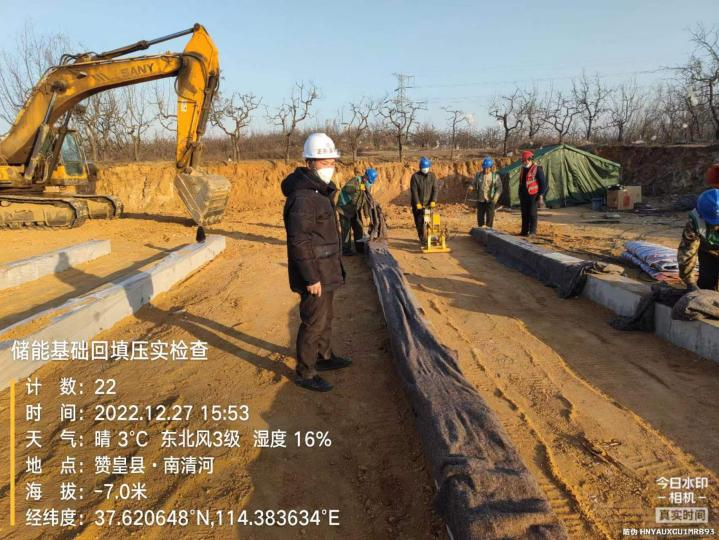 SANY
储能基础回填压实检查
计 数: 22
时 间: 2022.12.27 15:53
天 气: 晴 3°C 东北风3级 湿度 16%
地 点: 赞皇县·南清河
海 拔: -7.0米
经纬度: 37.620648°N,114.383634°E
今日水印
-相机-
真实时间
防伪 HNYAUXGU1MRB93